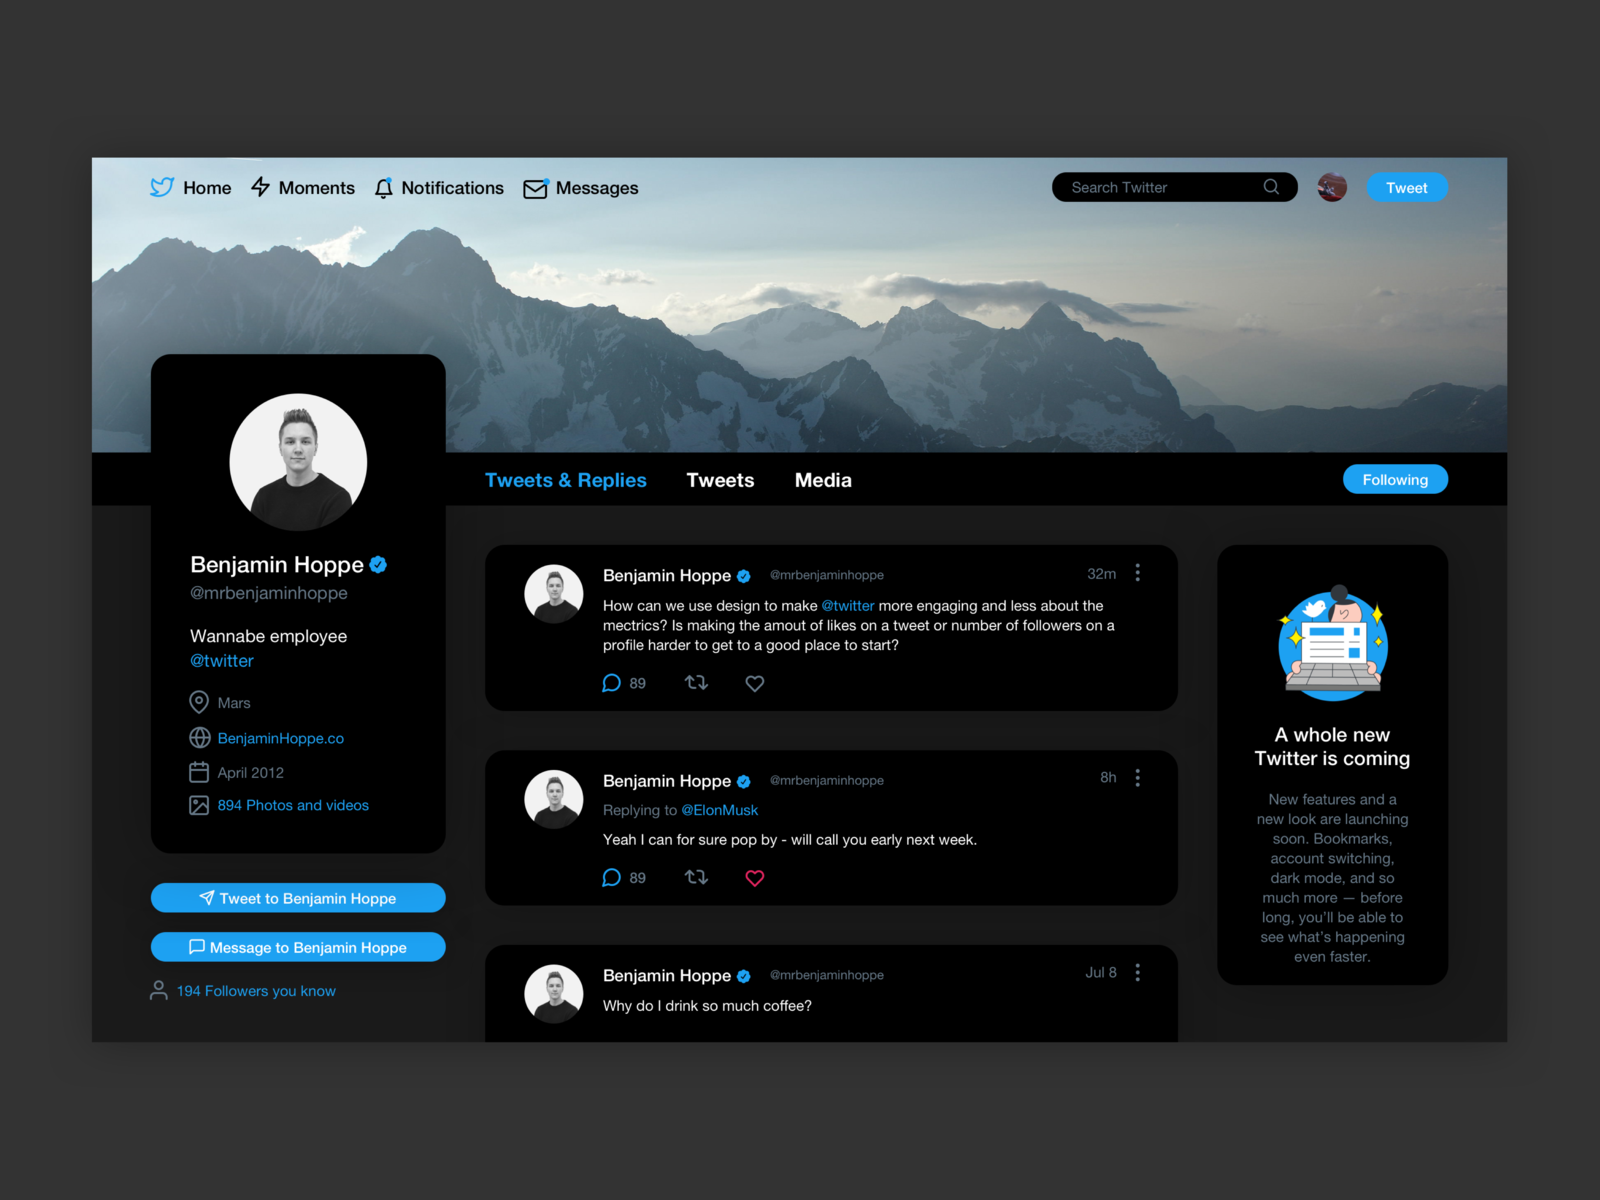 Home
Moments
Notifications
Messages
Search Twitter
Tweet
Tweets & Replies
Tweets
Media
Following
Benjamin Hoppe
@mrbenjaminhoppe
Wannabe employee
@twitter
Mars
BenjaminHoppe.co
April 2012
894 Photos and videos
Tweet to Benjamin Hoppe
Message to Benjamin Hoppe
194 Followers you know
Benjamin Hoppe @mrbenjaminhoppe 32m
How can we use design to make @twitter more engaging and less about the
mectrics? Is making the amout of likes on a tweet or number of followers on a
profile harder to get to a good place to start?
89
Benjamin Hoppe @mrbenjaminhoppe 8h
Replying to @ElonMusk
Yeah I can for sure pop by - will call you early next week.
89
Benjamin Hoppe @mrbenjaminhoppe Jul 8
Why do I drink so much coffee?
A whole new
Twitter is coming
New features and a
new look are launching
soon. Bookmarks,
account switching,
dark mode, and so
much more — before
long, you’ll be able to
see what’s happening
even faster.